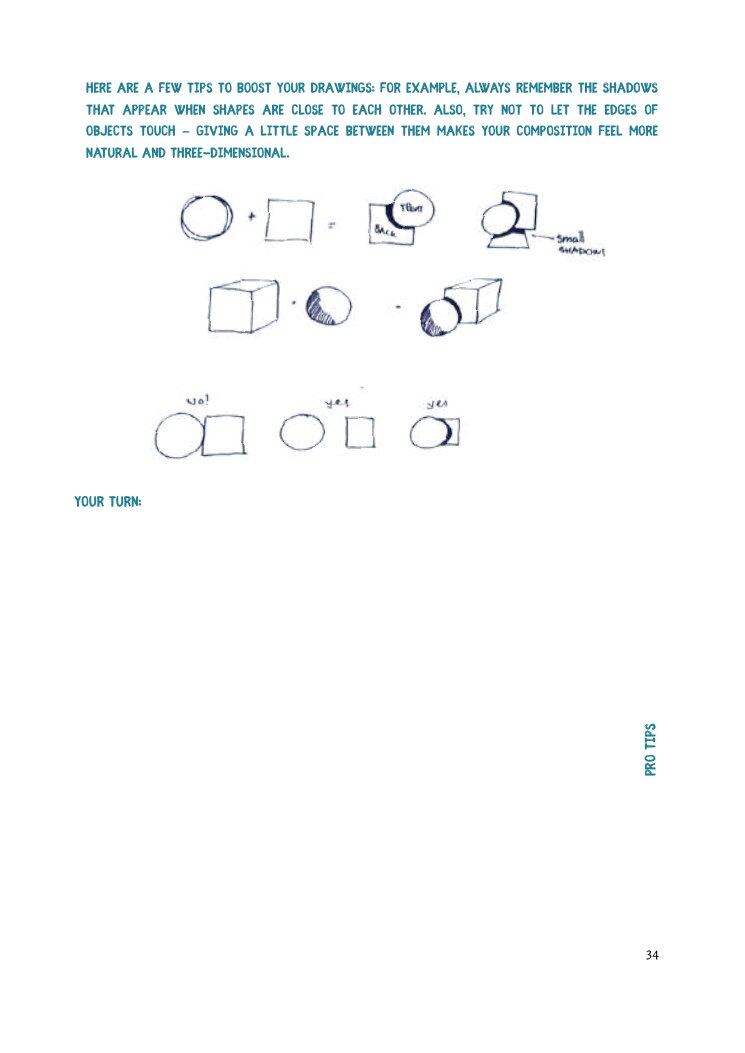 HERE ARE A FEW TIPS TO BOOST YOUR DRAWINGS: FOR EXAMPLE, ALWAYS REMEMBER THE SHADOWS
THAT APPEAR WHEN SHAPES ARE CLOSE TO EACH OTHER. ALSO, TRY NOT TO LET THE EDGES OF
OBJECTS TOUCH – GIVING A LITTLE SPACE BETWEEN THEM MAKES YOUR COMPOSITION FEEL MORE
NATURAL AND THREE-DIMENSIONAL.
+ =
FRONT
BACK
Small
SHADOWS
No! yes yes
YOUR TURN:
PRO TIPS
34